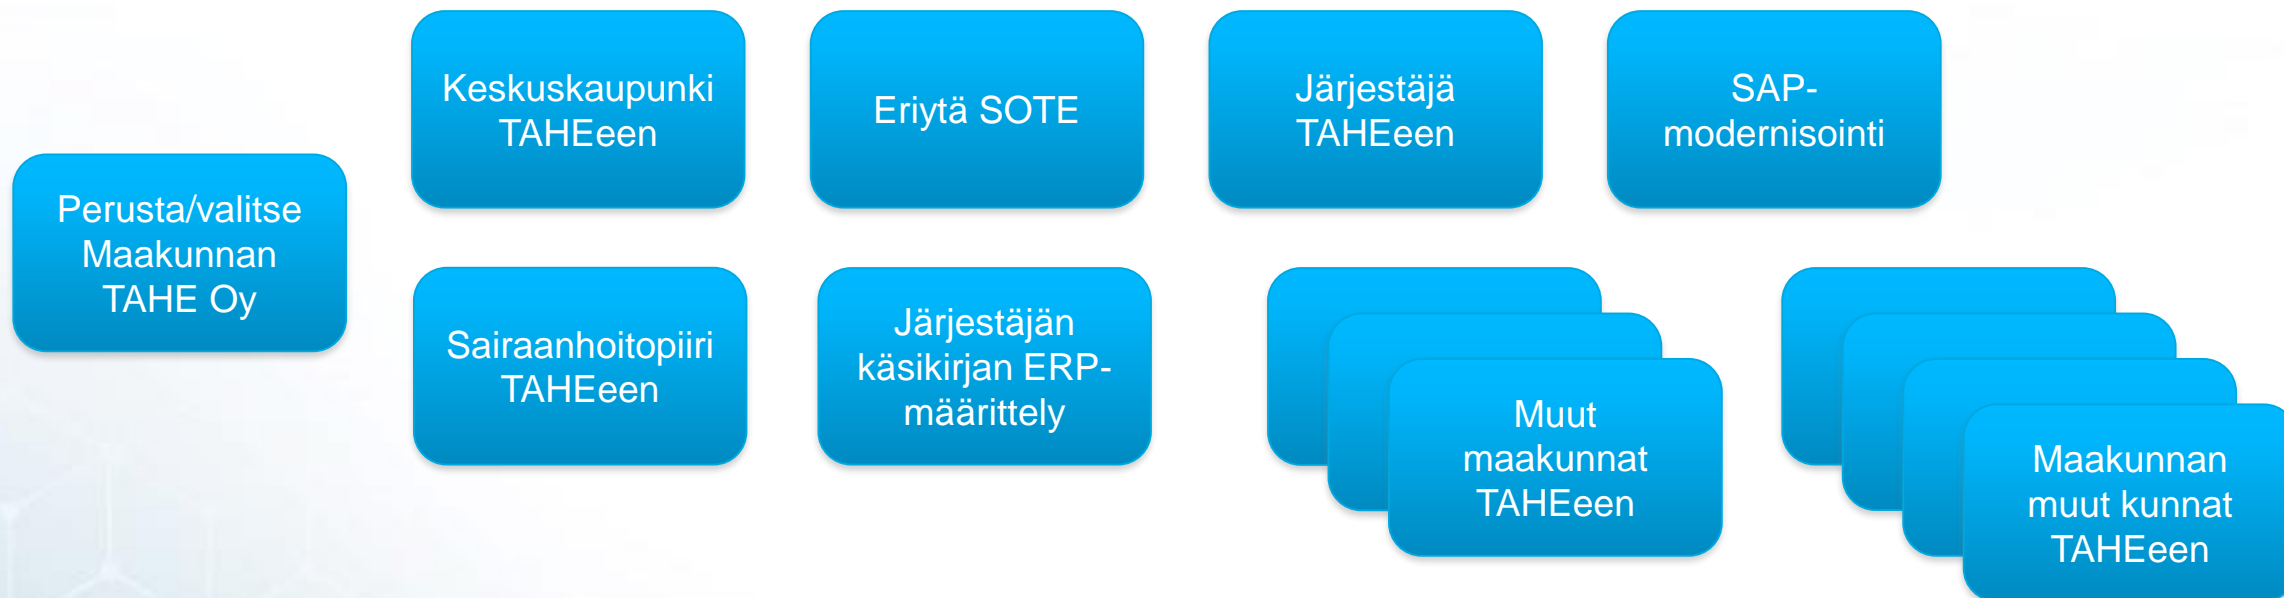 Perusta/valitse
Maakunnan
TAHE Oy
Keskuskaupunki
TAHEeen
Eriytä SOTE
Järjestäjä
TAHEeen
SAP-
modernisointi
Sairaanhoitopiiri
TAHEeen
Järjestäjän
käsikirjan ERP-
määrittely
Muut
maakunnat
TAHEeen
Maakunnan
muut kunnat
TAHEeen